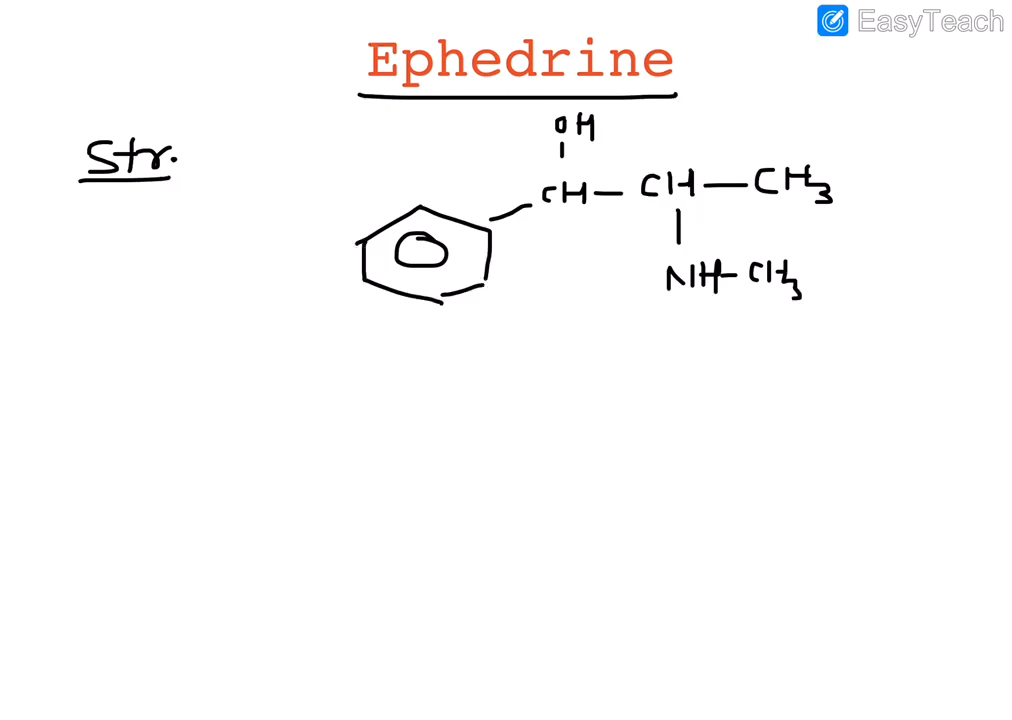 EasyTeach
Ephedrine
Str.
OH
CH — CH — CH3
NH - CH3